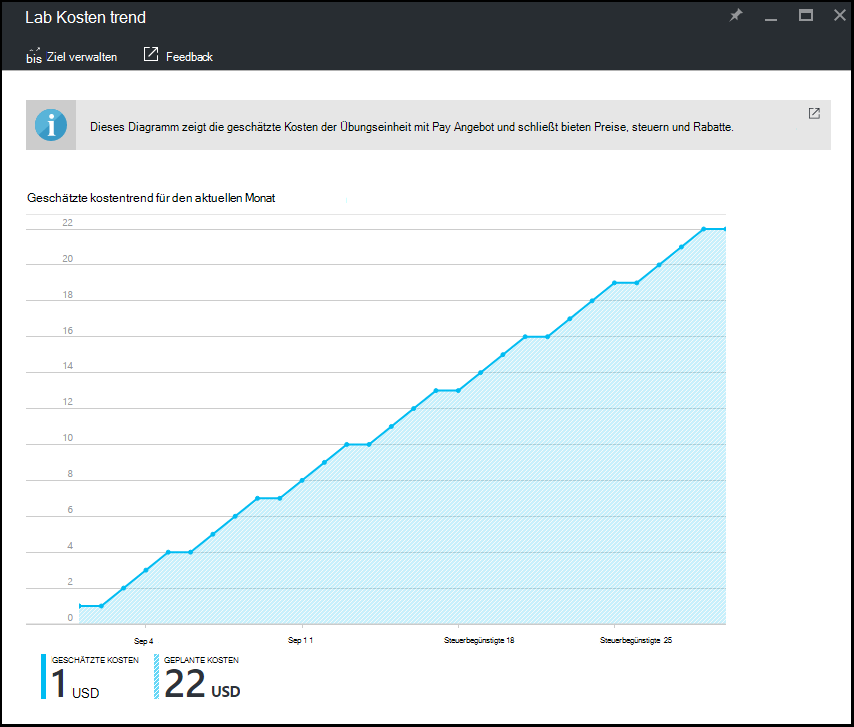 Lab Kosten trend
bis Ziel verwalten Feedback
Dieses Diagramm zeigt die geschätzte Kosten der Übungseinheit mit Pay Angebot und schließt bieten Preise, steuern und Rabatte.
Geschätzte kostentrend für den aktuellen Monat
22
20
18
16
14
12
10
8
6
4
2
0
Sep 4 Sep 11 Steuerbegünstigte 18 Steuerbegünstigte 25
GESCHÄTZTE KOSTEN GEPLANTE KOSTEN
1 USD 22 USD